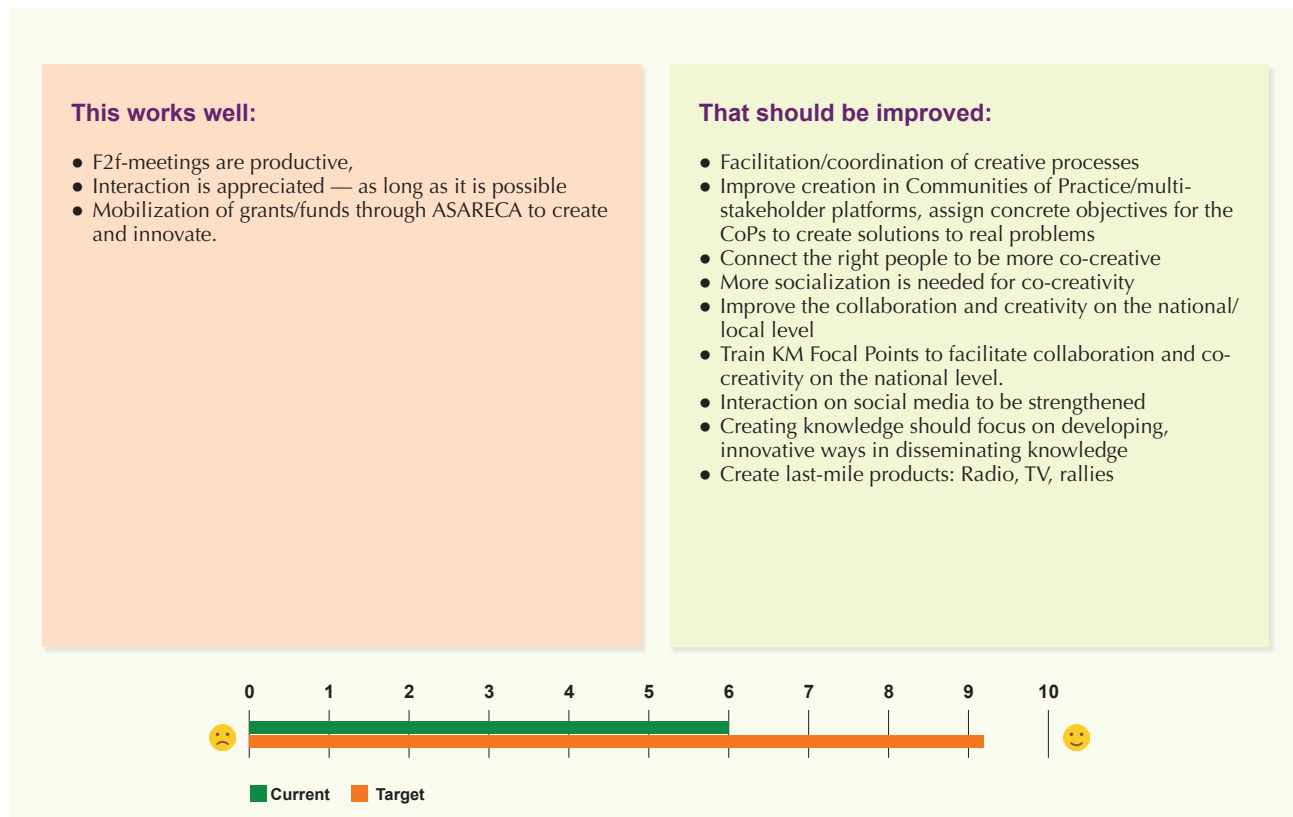 This works well:
● F2f-meetings are productive,
● Interaction is appreciated — as long as it is possible
● Mobilization of grants/funds through ASARECA to create
and innovate.
That should be improved:
● Facilitation/coordination of creative processes
● Improve creation in Communities of Practice/multi-
stakeholder platforms, assign concrete objectives for the
CoPs to create solutions to real problems
● Connect the right people to be more co-creative
● More socialization is needed for co-creativity
● Improve the collaboration and creativity on the national/
local level
● Train KM Focal Points to facilitate collaboration and co-
creativity on the national level.
● Interaction on social media to be strengthened
● Creating knowledge should focus on developing,
innovative ways in disseminating knowledge
● Create last-mile products: Radio, TV, rallies
0 1 2 3 4 5 6 7 8 9 10
Current Target